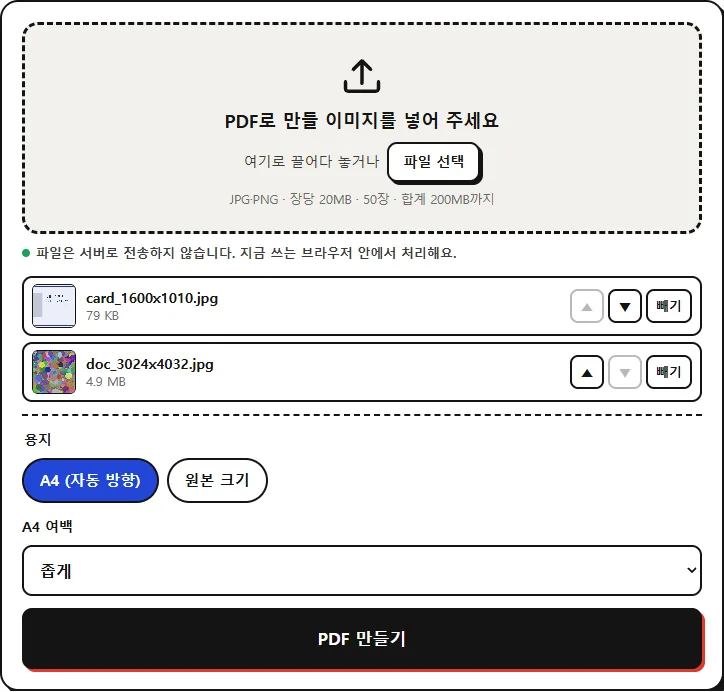 PDF로 만들 이미지를 넣어 주세요
여기로 끌어다 놓거나 파일 선택
JPG·PNG · 장당 20MB · 50장 · 합계 200MB까지
파일은 서버로 전송하지 않습니다. 지금 쓰는 브라우저 안에서 처리해요.
card_1600x1010.jpg
79 KB
▲ ▼ 빼기
doc_3024x4032.jpg
4.9 MB
▲ ▼ 빼기
용지
A4 (자동 방향) 원본 크기
A4 여백
좁게
PDF 만들기